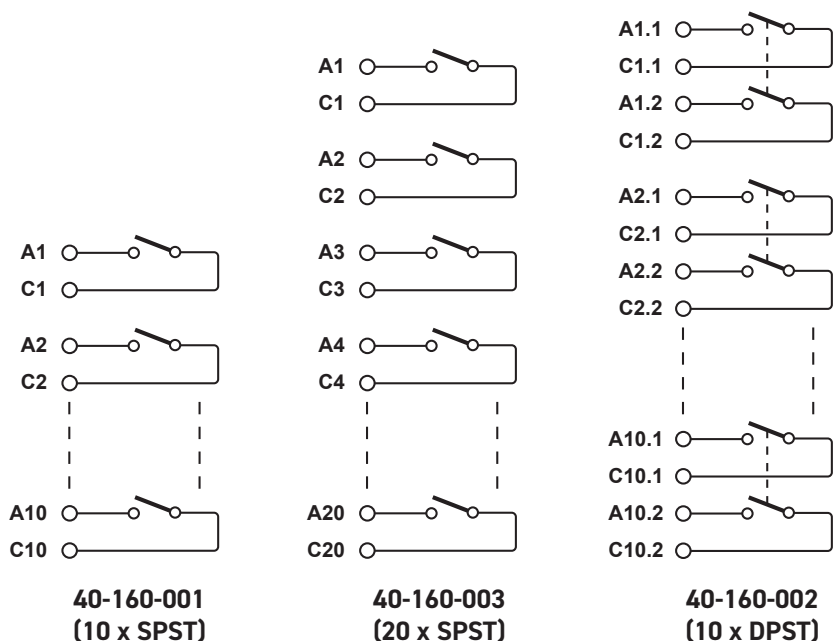 A1
C1
A2
C2
A10
C10
40-160-001
(10 x SPST)
A1
C1
A2
C2
A3
C3
A4
C4
A20
C20
40-160-003
(20 x SPST)
A1.1
C1.1
A1.2
C1.2
A2.1
C2.1
A2.2
C2.2
A10.1
C10.1
A10.2
C10.2
40-160-002
(10 x DPST)